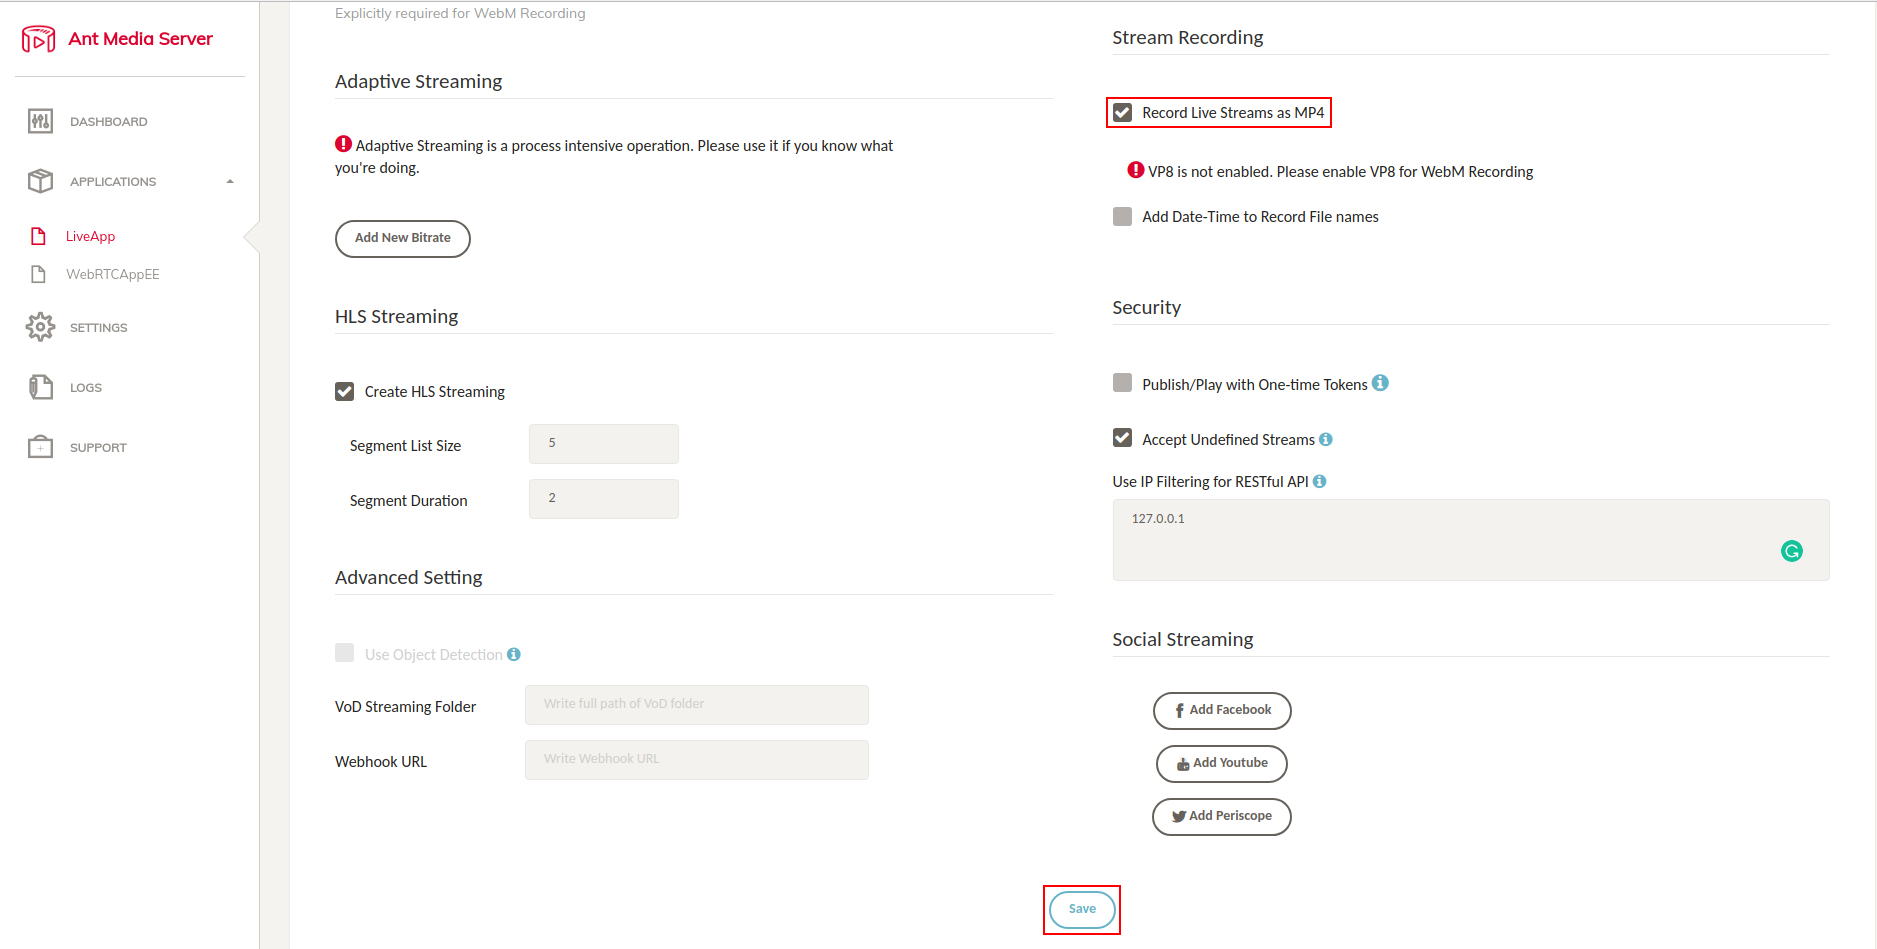 Ant Media Server
DASHBOARD
APPLICATIONS
LiveApp
WebRTCAppEE
SETTINGS
LOGS
SUPPORT
Explicitly required for WebM Recording
Adaptive Streaming
Adaptive Streaming is a process intensive operation. Please use it if you know what
you're doing.
Add New Bitrate
HLS Streaming
Create HLS Streaming
Segment List Size 5
Segment Duration 2
Advanced Setting
Use Object Detection
VoD Streaming Folder Write full path of VoD folder
Webhook URL Write Webhook URL
Stream Recording
Record Live Streams as MP4
VP8 is not enabled. Please enable VP8 for WebM Recording
Add Date-Time to Record File names
Security
Publish/Play with One-time Tokens
Accept Undefined Streams
Use IP Filtering for RESTful API
127.0.0.1
Social Streaming
Add Facebook
Add Youtube
Add Periscope
Save